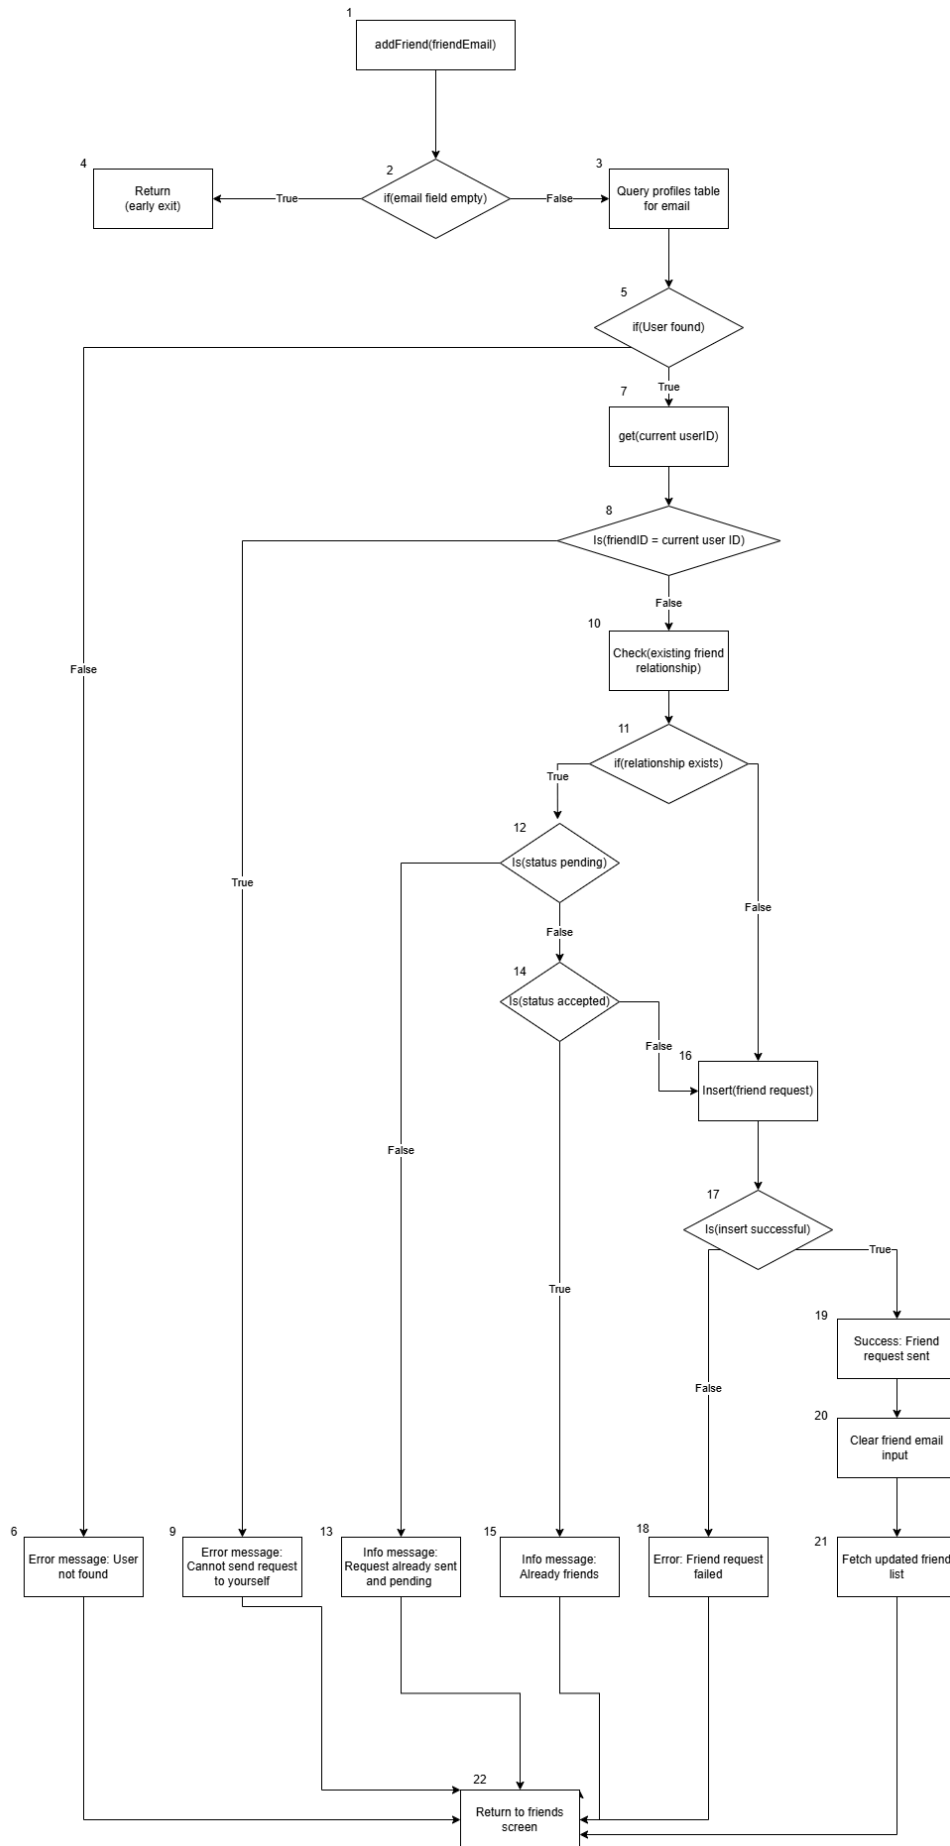 1
addFriend(friendEmail)
4
2
3
Return
(early exit)
True
if(email field empty)
False
Query profiles table
for email
5
if(User found)
True
7
get(current userID)
8
Is(friendID = current user ID)
False
10
Check(existing friend
relationship)
False
11
if(relationship exists)
True
12
Is(status pending)
True
False
False
14
Is(status accepted)
False
16
Insert(friend request)
False
17
Is(insert successful)
True
True
19
Success: Friend
request sent
False
20
Clear friend email
input
6
Error message: User
not found
9
Error message:
Cannot send request
to yourself
13
Info message:
Request already sent
and pending
15
Info message:
Already friends
18
Error: Friend request
failed
21
Fetch updated friend
list
22
Return to friends
screen